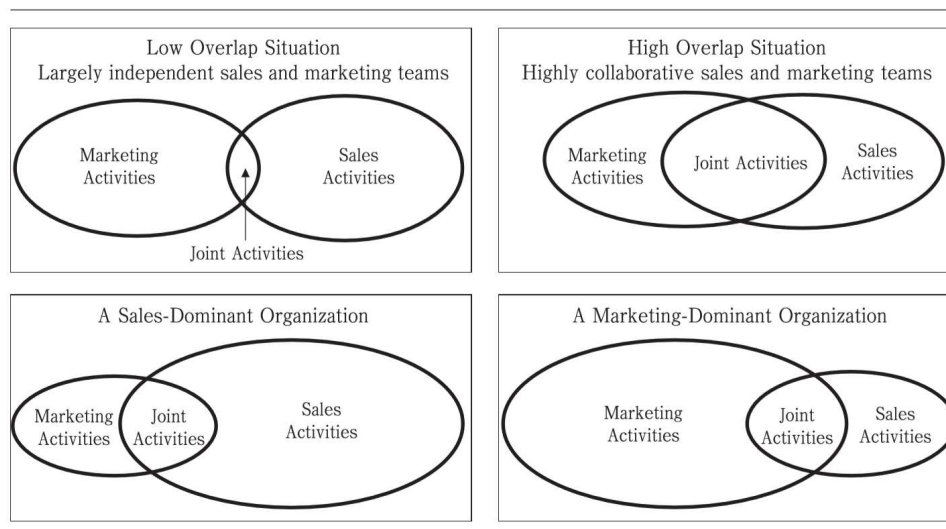 Low Overlap Situation
Largely independent sales and marketing teams
Marketing
Activities
Sales
Activities
Joint Activities
High Overlap Situation
Highly collaborative sales and marketing teams
Marketing
Activities
Joint Activities
Sales
Activities
A Sales-Dominant Organization
Marketing
Activities
Joint
Activities
Sales
Activities
A Marketing-Dominant Organization
Marketing
Activities
Joint
Activities
Sales
Activities